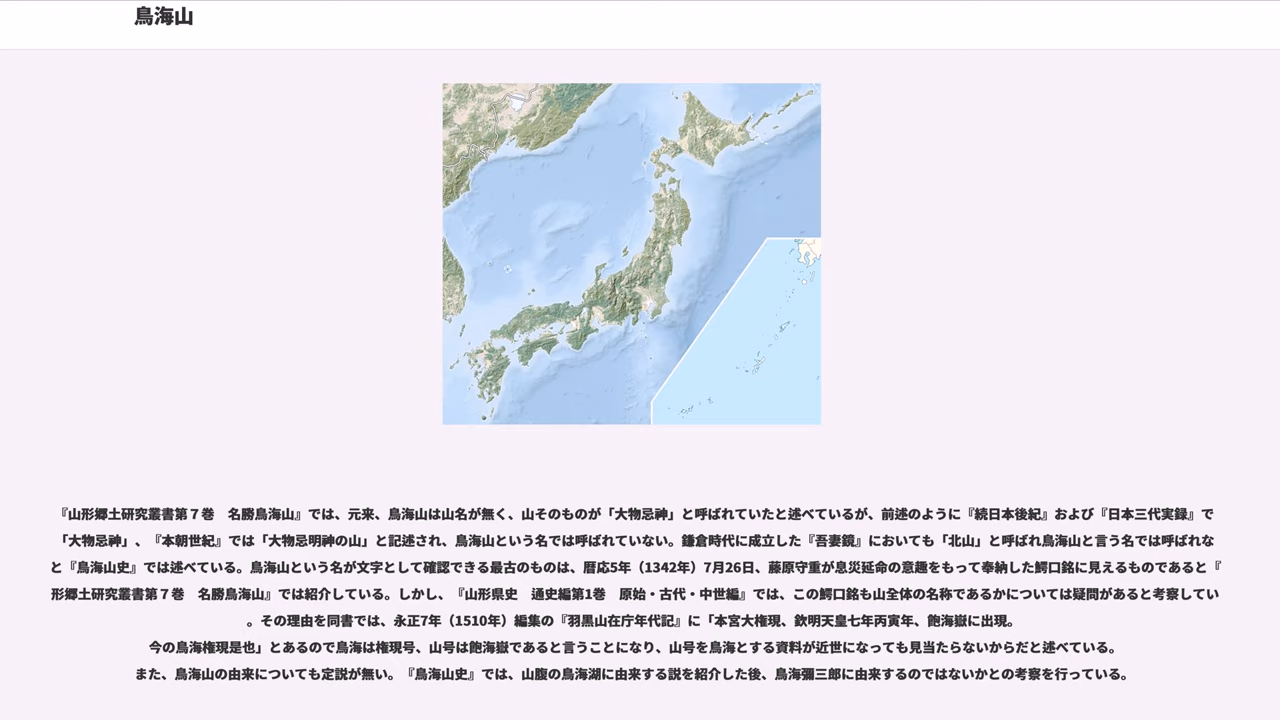 鳥海山
『山形郷土研究叢書第７巻　名勝鳥海山』では、元来、鳥海山は山名が無く、山そのものが「大物忌神」と呼ばれていたと述べているが、前述のように『続日本後紀』および『日本三代実録』で
「大物忌神」、『本朝世紀』では「大物忌明神の山」と記述され、鳥海山という名では呼ばれていない。鎌倉時代に成立した『吾妻鏡』においても「北山」と呼ばれ鳥海山と言う名では呼ばれな
と『鳥海山史』では述べている。鳥海山という名が文字として確認できる最古のものは、暦応5年（1342年）7月26日、藤原守重が息災延命の意趣をもって奉納した鰐口銘に見えるものであると『
形郷土研究叢書第７巻　名勝鳥海山』では紹介している。しかし、『山形県史　通史編第1巻　原始・古代・中世編』では、この鰐口銘も山全体の名称であるかについては疑問があると考察してい
。その理由を同書では、永正7年（1510年）編集の『羽黒山在庁年代記』に「本宮大権現、欽明天皇七年丙寅年、飽海嶽に出現。
今の鳥海権現是也」とあるので鳥海は権現号、山号は飽海嶽であると言うことになり、山号を鳥海とする資料が近世になっても見当たらないからだと述べている。
また、鳥海山の由来についても定説が無い。『鳥海山史』では、山腹の鳥海湖に由来する説を紹介した後、鳥海彌三郎に由来するのではないかとの考察を行っている。